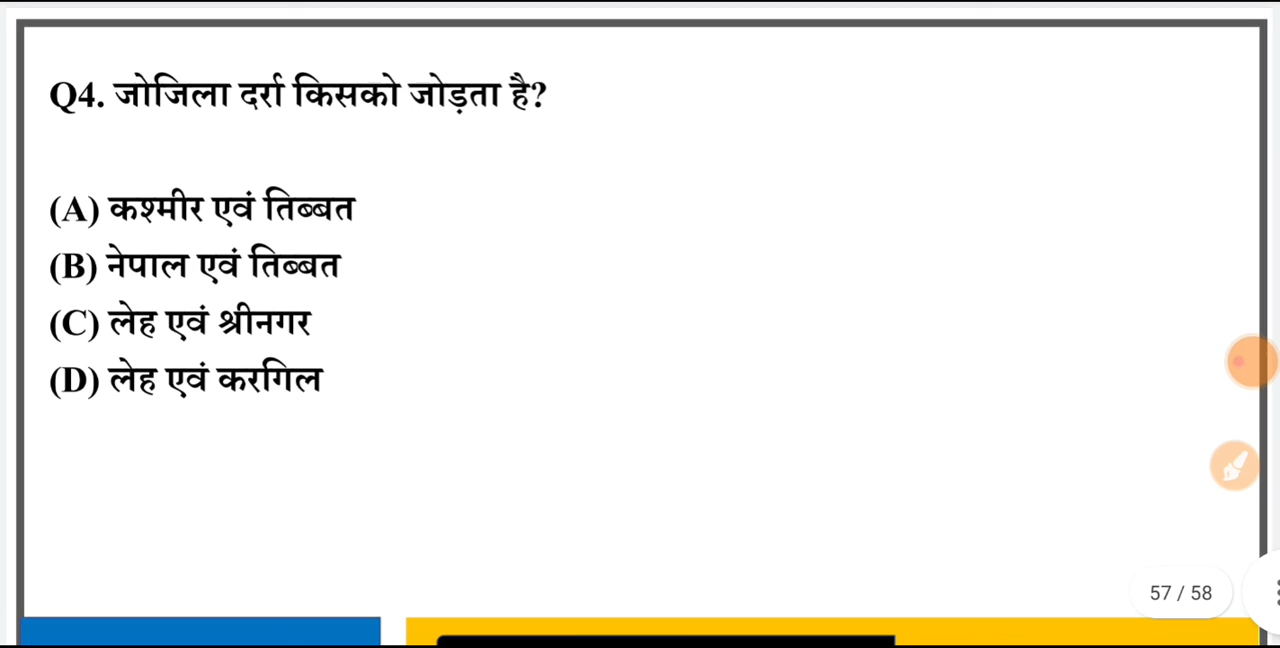 Q4. जोजिला दर्रा किसको जोड़ता है?
(A) कश्मीर एवं तिब्बत
(B) नेपाल एवं तिब्बत
(C) लेह एवं श्रीनगर
(D) लेह एवं करगिल
57 / 58